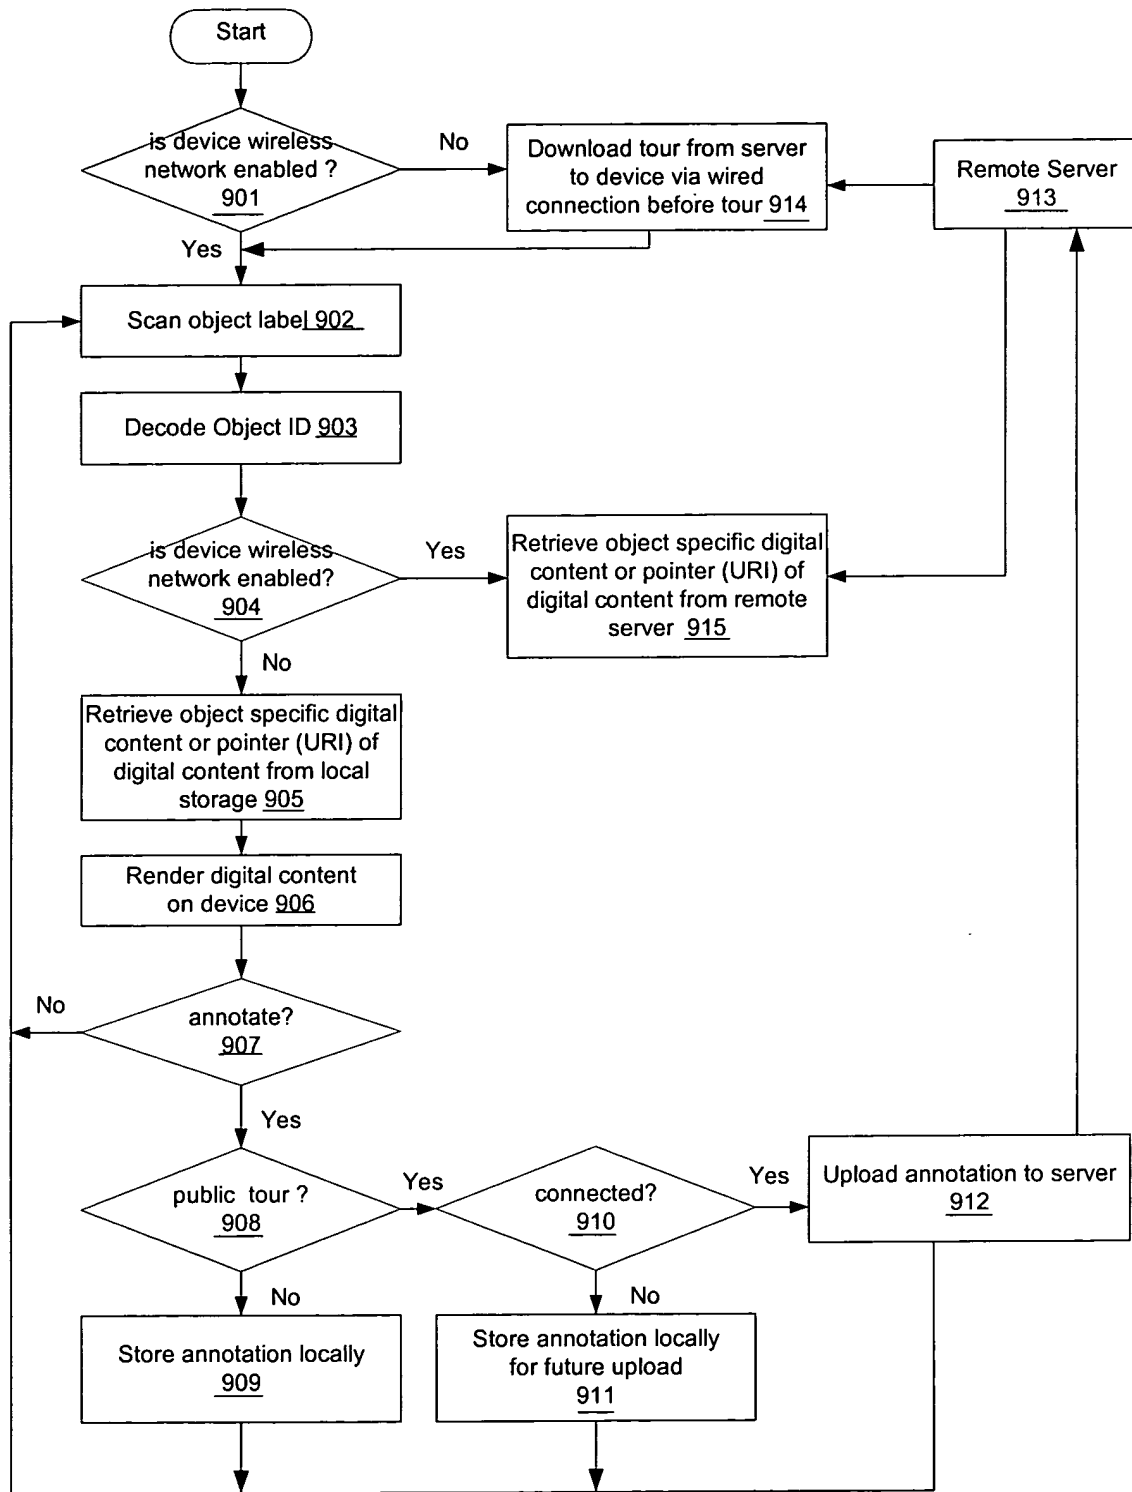 Start
is device wireless
network enabled ?
901
No
Download tour from server
to device via wired
connection before tour 914
Remote Server
913
Yes
Scan object label 902
Decode Object ID 903
is device wireless
network enabled?
904
Yes
Retrieve object specific digital
content or pointer (URI) of
digital content from remote
server 915
No
Retrieve object specific digital
content or pointer (URI) of
digital content from local
storage 905
Render digital content
on device 906
No
annotate?
907
Yes
public tour ?
908
Yes
connected?
910
Yes
Upload annotation to server
912
No
Store annotation locally
909
No
Store annotation locally
for future upload
911